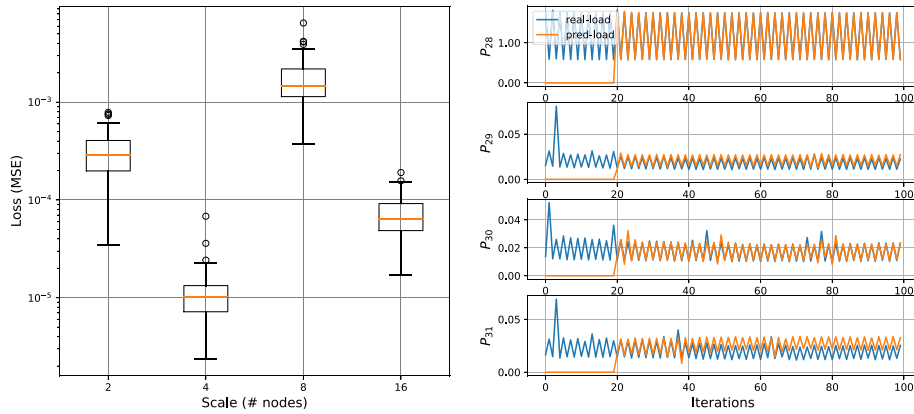 Loss (MSE)
10⁻³
10⁻⁴
10⁻⁵
2 4 8 16
Scale (# nodes)
real-load
pred-load
P₂₈
1.00
0.00
0 20 40 60 80 100
P₂₉
0.05
0.00
0 20 40 60 80 100
P₃₀
0.04
0.02
0.00
0 20 40 60 80 100
P₃₁
0.05
0.00
0 20 40 60 80 100
Iterations